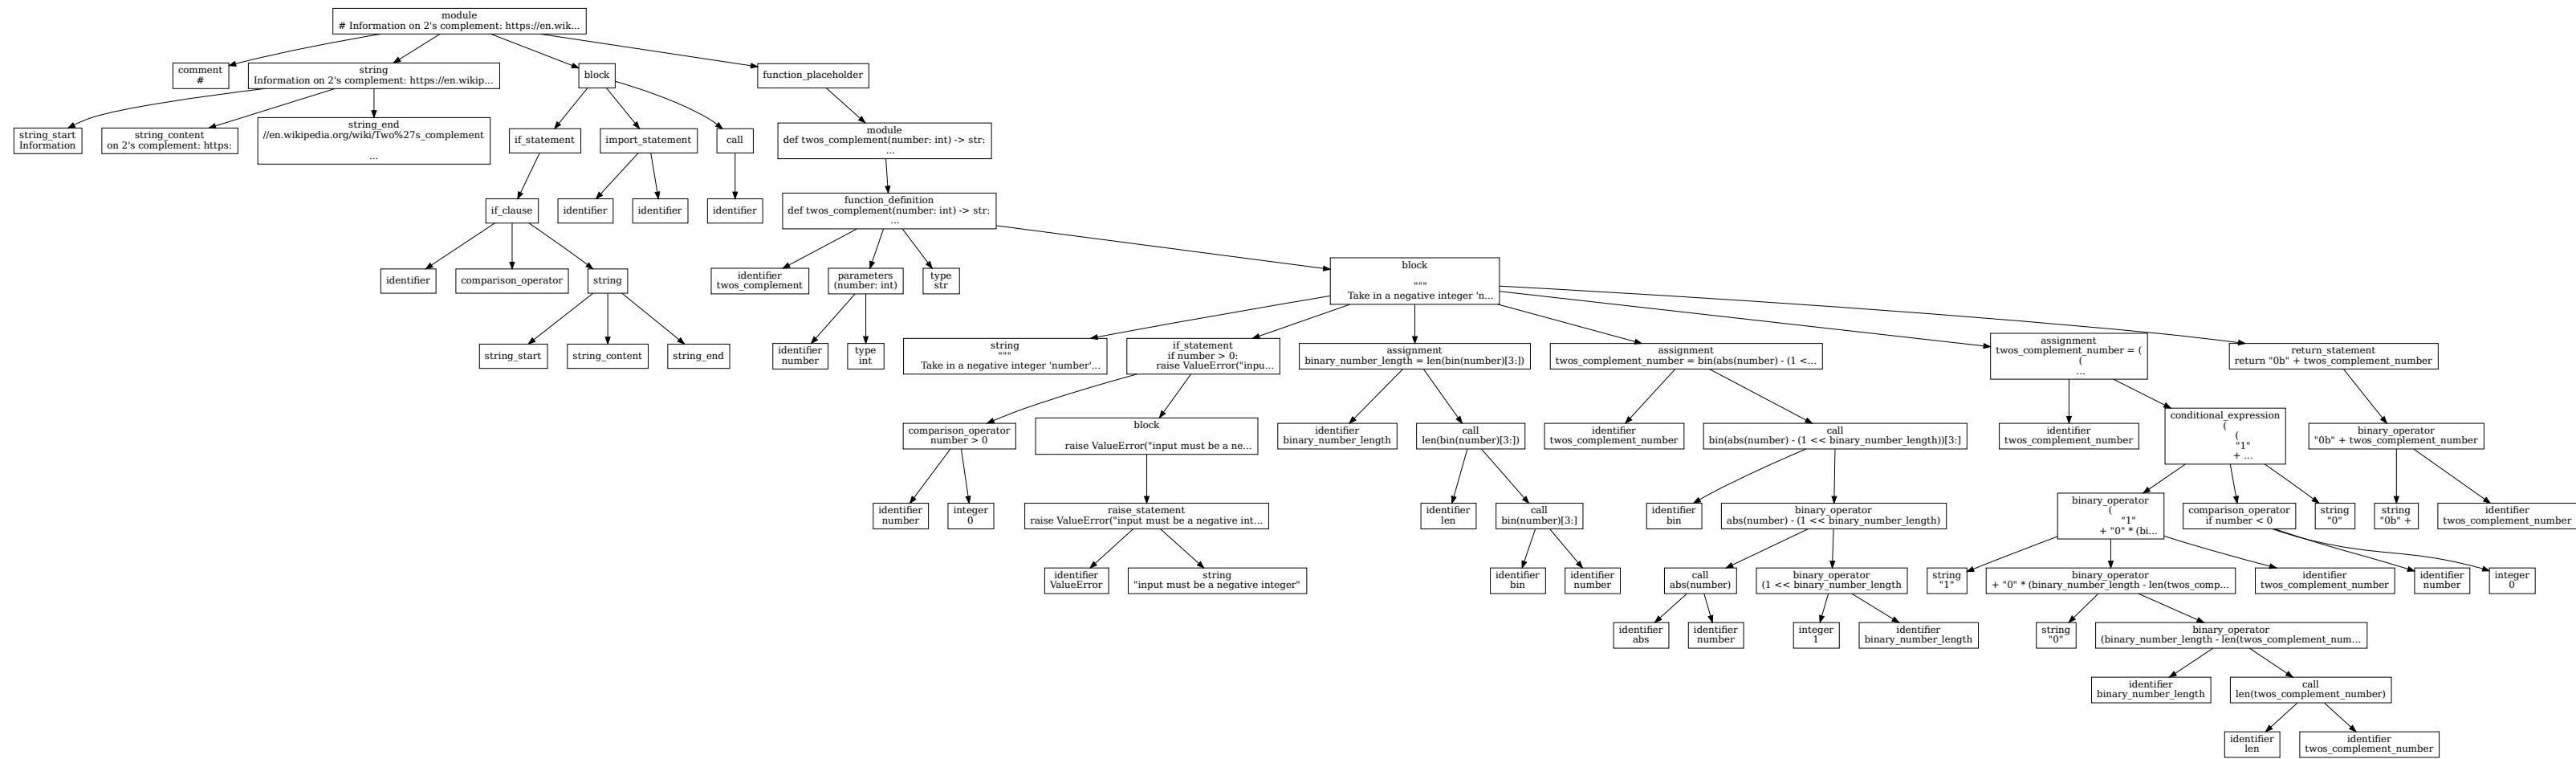 module
# Information on 2's complement: https://en.wik...
comment
#
string
Information on 2's complement: https://en.wikip...
block
function_placeholder
string_start
Information
string_content
on 2's complement: https:
string_end
//en.wikipedia.org/wiki/Two%27s_complement
...
if_statement
import_statement
call
module
def twos_complement(number: int) -> str:
...
if_clause
identifier
identifier
identifier
function_definition
def twos_complement(number: int) -> str:
...
identifier
comparison_operator
string
identifier
twos_complement
parameters
(number: int)
type
str
block
"""
Take in a negative integer 'n...
string_start
string_content
string_end
identifier
number
type
int
string
"""
Take in a negative integer 'number'...
if_statement
if number > 0:
raise ValueError("inpu...
assignment
binary_number_length = len(bin(number)[3:])
assignment
twos_complement_number = bin(abs(number) - (1 <...
assignment
twos_complement_number = (
(
...
return_statement
return "0b" + twos_complement_number
comparison_operator
number > 0
block
raise ValueError("input must be a ne...
identifier
binary_number_length
call
len(bin(number)[3:])
identifier
twos_complement_number
call
bin(abs(number) - (1 << binary_number_length))[3:]
identifier
twos_complement_number
conditional_expression
(
(
"1"
+ ...
binary_operator
"0b" + twos_complement_number
identifier
number
integer
0
raise_statement
raise ValueError("input must be a negative int...
identifier
len
call
bin(number)[3:]
identifier
bin
binary_operator
abs(number) - (1 << binary_number_length)
binary_operator
(
"1"
+ "0" * (bi...
comparison_operator
if number < 0
string
"0"
string
"0b" +
identifier
twos_complement_number
identifier
ValueError
string
"input must be a negative integer"
identifier
bin
identifier
number
call
abs(number)
binary_operator
(1 << binary_number_length
string
"1"
binary_operator
+ "0" * (binary_number_length - len(twos_comp...
identifier
twos_complement_number
identifier
number
integer
0
identifier
abs
identifier
number
integer
1
identifier
binary_number_length
string
"0"
binary_operator
(binary_number_length - len(twos_complement_num...
identifier
binary_number_length
call
len(twos_complement_number)
identifier
len
identifier
twos_complement_number